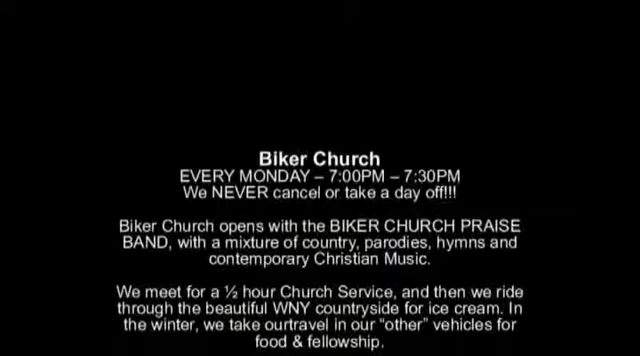 Biker Church
EVERY MONDAY – 7:00PM – 7:30PM
We NEVER cancel or take a day off!!!
Biker Church opens with the BIKER CHURCH PRAISE
BAND, with a mixture of country, parodies, hymns and
contemporary Christian Music.
We meet for a ½ hour Church Service, and then we ride
through the beautiful WNY countryside for ice cream. In
the winter, we take ourtravel in our “other” vehicles for
food & fellowship.